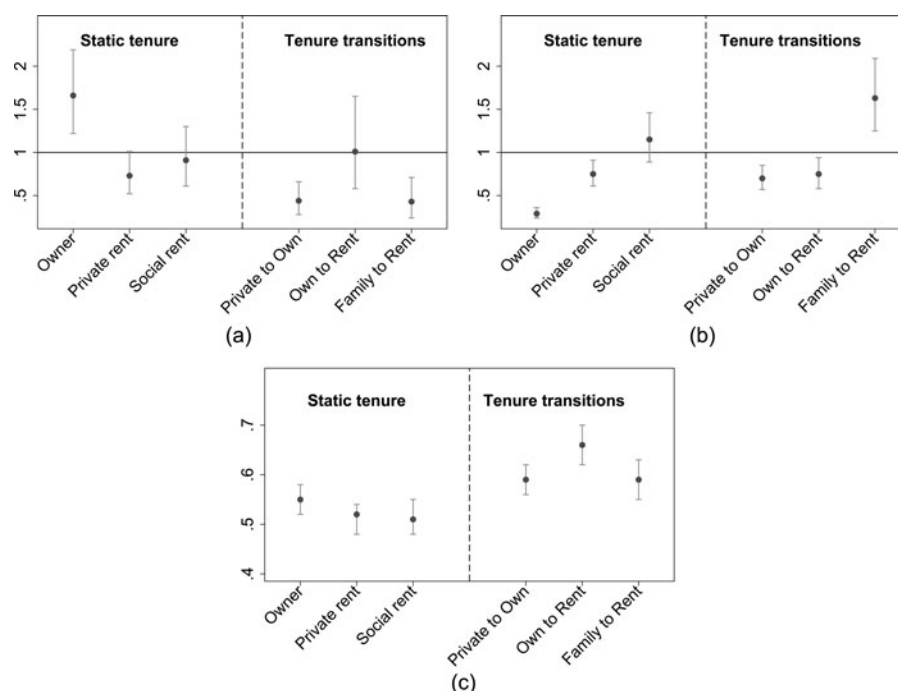 Static tenure
Tenure transitions
2
1.5
1
.5
Owner
Private rent
Social rent
Private to Own
Own to Rent
Family to Rent
(a)
Static tenure
Tenure transitions
2
1.5
1
.5
Owner
Private rent
Social rent
Private to Own
Own to Rent
Family to Rent
(b)
Static tenure
Tenure transitions
.7
.6
.5
.4
Owner
Private rent
Social rent
Private to Own
Own to Rent
Family to Rent
(c)